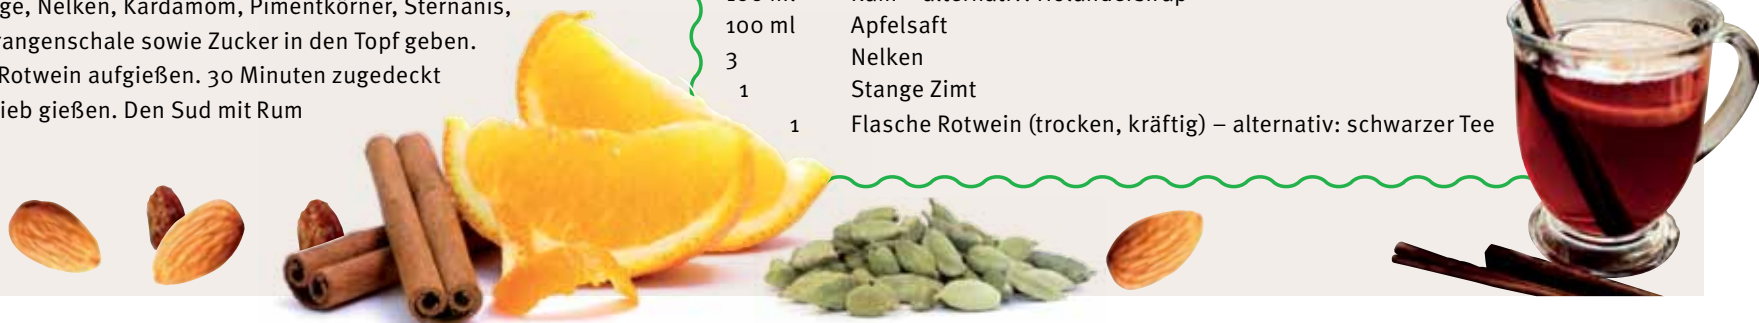 ge, Nelken, Kardamom, Pimentkörner, Sternanis,
rangenschale sowie Zucker in den Topf geben.
Rotwein aufgießen. 30 Minuten zugedeckt
ieb gießen. Den Sud mit Rum
100 ml Apfelsaft
3 Nelken
1 Stange Zimt
1 Flasche Rotwein (trocken, kräftig) – alternativ: schwarzer Tee